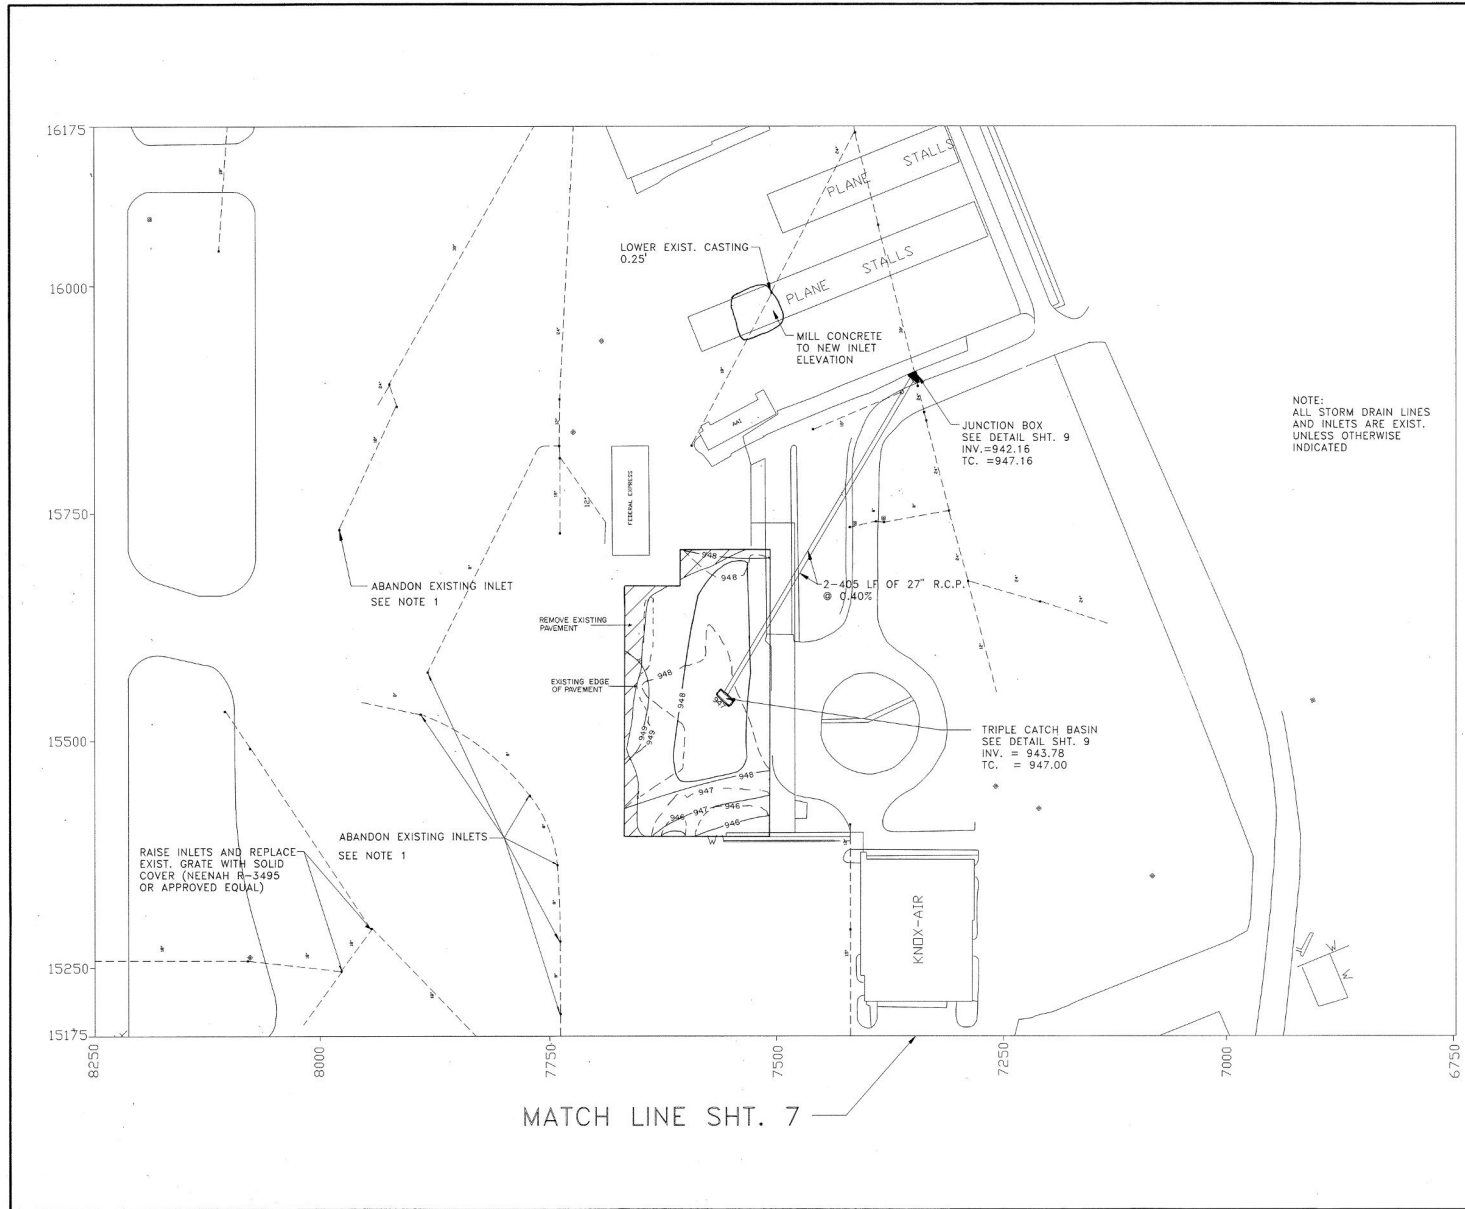 16175
16000
15750
15500
15250
15175
8250
8000
7750
7500
7250
7000
6750
PLANE STALLS
PLANE STALLS
LOWER EXIST. CASTING
0.25'
MILL CONCRETE
TO NEW INLET
ELEVATION
AAI
JUNCTION BOX
SEE DETAIL SHT. 9
INV.=942.16
TC. =947.16
NOTE:
ALL STORM DRAIN LINES
AND INLETS ARE EXIST.
UNLESS OTHERWISE
INDICATED
FEDERAL EXPRESS
12"
ABANDON EXISTING INLET
SEE NOTE 1
2-405 LF OF 27" R.C.P.
@ 0.40%
REMOVE EXISTING
PAVEMENT
EXISTING EDGE
OF PAVEMENT
948
948
948
948
947
949
949
948
947
947
946
946
946
TRIPLE CATCH BASIN
SEE DETAIL SHT. 9
INV. = 943.78
TC. = 947.00
ABANDON EXISTING INLETS
SEE NOTE 1
RAISE INLETS AND REPLACE
EXIST. GRATE WITH SOLID
COVER (NEENAH R-3495
OR APPROVED EQUAL)
W
KNOX-AIR
W
MATCH LINE SHT. 7